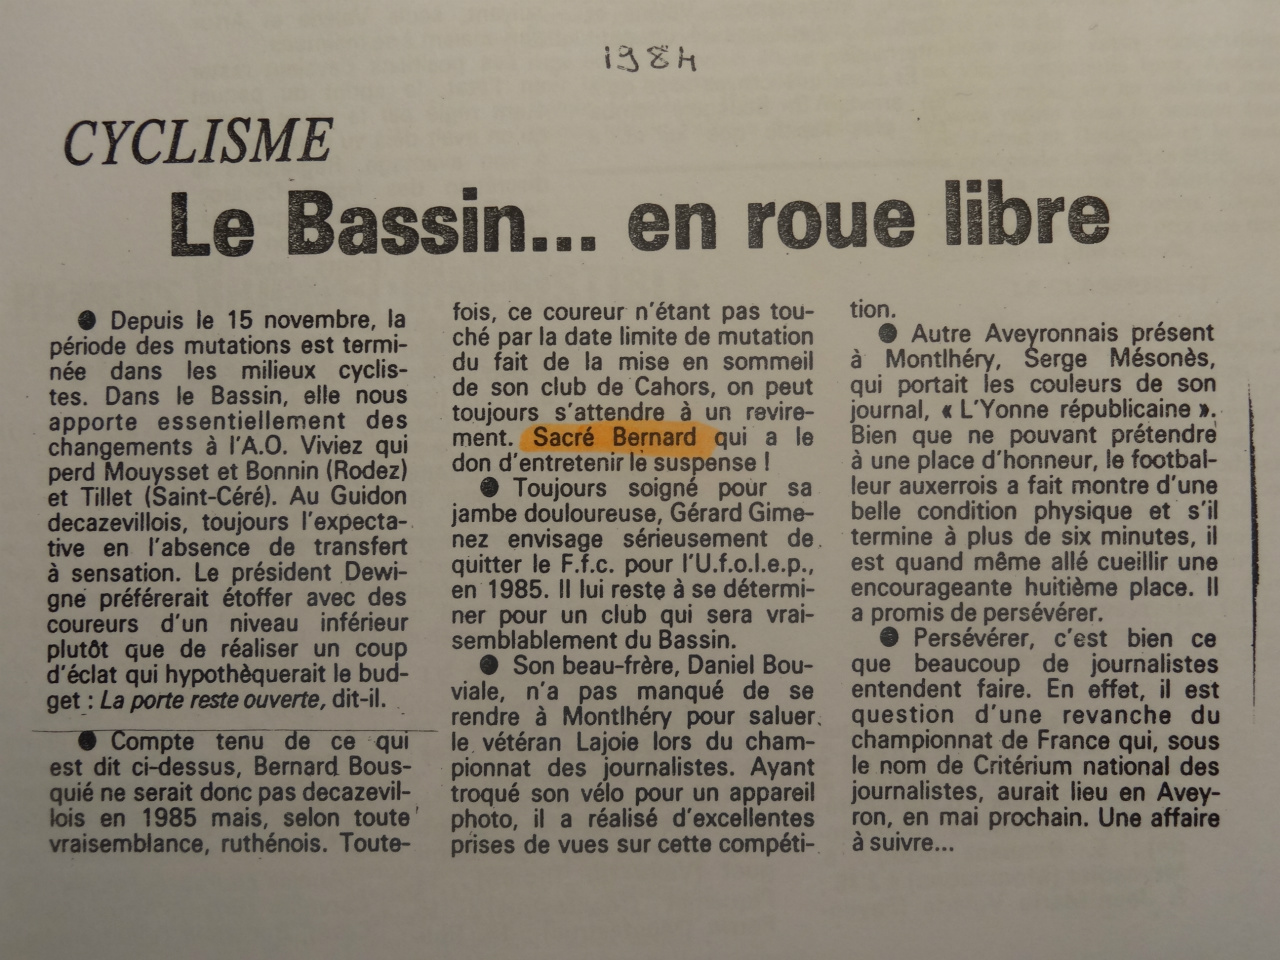 1984
CYCLISME
Le Bassin... en roue libre
● Depuis le 15 novembre, la
période des mutations est termi-
née dans les milieux cyclis-
tes. Dans le Bassin, elle nous
apporte essentiellement des
changements à l'A.O. Viviez qui
perd Mouysset et Bonnin (Rodez)
et Tillet (Saint-Céré). Au Guidon
decazevillois, toujours l'expecta-
tive en l'absence de transfert
à sensation. Le président Dewi-
gne préférerait étoffer avec des
coureurs d'un niveau inférieur
plutôt que de réaliser un coup
d'éclat qui hypothèquerait le bud-
get : La porte reste ouverte, dit-il.
● Compte tenu de ce qui
est dit ci-dessus, Bernard Bous-
quié ne serait donc pas decazevil-
lois en 1985 mais, selon toute
vraisemblance, ruthénois. Toute-
fois, ce coureur n'étant pas tou-
ché par la date limite de mutation
du fait de la mise en sommeil
de son club de Cahors, on peut
toujours s'attendre à un revire-
ment. Sacré Bernard qui a le
don d'entretenir le suspense !
● Toujours soigné pour sa
jambe douloureuse, Gérard Gime-
nez envisage sérieusement de
quitter le F.f.c. pour l'U.f.o.l.e.p.,
en 1985. Il lui reste à se détermi-
ner pour un club qui sera vrai-
semblablement du Bassin.
● Son beau-frère, Daniel Bou-
viale, n'a pas manqué de se
rendre à Montlhéry pour saluer
le vétéran Lajoie lors du cham-
pionnat des journalistes. Ayant
troqué son vélo pour un appareil
photo, il a réalisé d'excellentes
prises de vues sur cette compéti-
tion.
● Autre Aveyronnais présent
à Montlhéry, Serge Mésonès,
qui portait les couleurs de son
journal, « L'Yonne républicaine ».
Bien que ne pouvant prétendre
à une place d'honneur, le footbal-
leur auxerrois a fait montre d'une
belle condition physique et s'il
termine à plus de six minutes, il
est quand même allé cueillir une
encourageante huitième place. Il
a promis de persévérer.
● Persévérer, c'est bien ce
que beaucoup de journalistes
entendent faire. En effet, il est
question d'une revanche du
championnat de France qui, sous
le nom de Critérium national des
journalistes, aurait lieu en Avey-
ron, en mai prochain. Une affaire
à suivre...